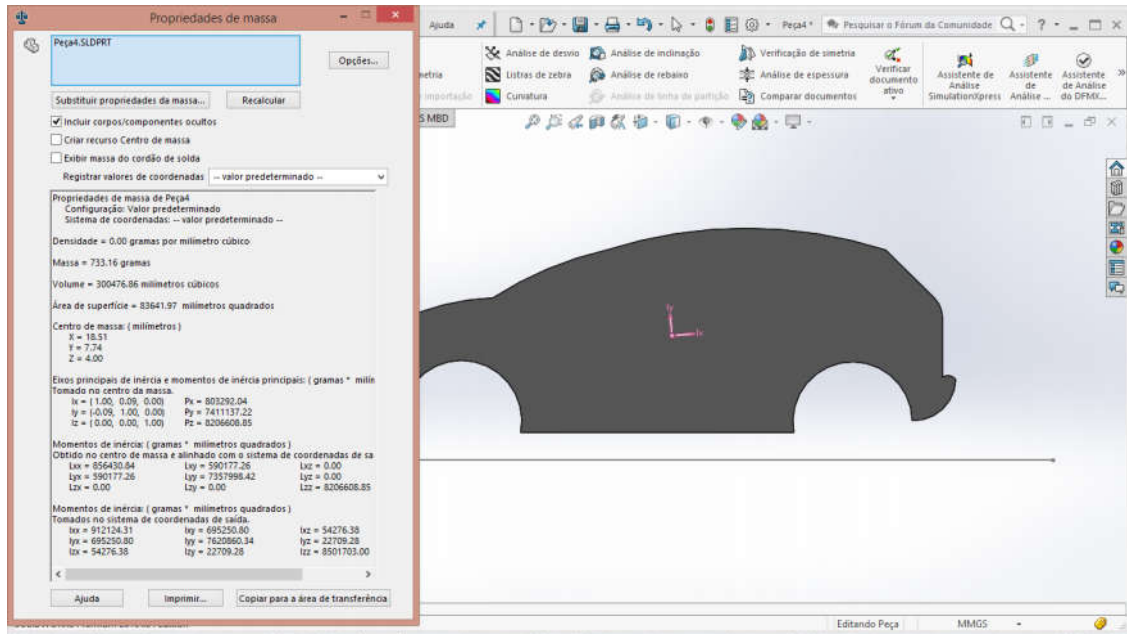 Propriedades de massa
Peça4.SLDPRT
Opções...
Substituir propriedades da massa...
Recalcular
Incluir corpos/componentes ocultos
Criar recurso Centro de massa
Exibir massa do cordão de solda
Registrar valores de coordenadas
-- valor predeterminado --
Propriedades de massa de Peça4
Configuração: Valor predeterminado
Sistema de coordenadas: -- valor predeterminado --
Densidade = 0.00 gramas por milímetro cúbico
Massa = 733.16 gramas
Volume = 300476.86 milímetros cúbicos
Área de superfície = 83641.97 milímetros quadrados
Centro de massa: ( milímetros )
X = 18.51
Y = 7.74
Z = 4.00
Eixos principais de inércia e momentos de inércia principais: ( gramas * milín
Tomado no centro da massa.
Ix = ( 1.00, 0.09, 0.00) Px = 803292.04
Iy = (-0.09, 1.00, 0.00) Py = 7411137.22
Iz = ( 0.00, 0.00, 1.00) Pz = 8206608.85
Momentos de inércia: ( gramas * milímetros quadrados )
Obtido no centro de massa e alinhado com o sistema de coordenadas de sa
Lxx = 856430.64 Lxy = 590177.26 Lxz = 0.00
Lyx = 590177.26 Lyy = 7357998.42 Lyz = 0.00
Lzx = 0.00 Lzy = 0.00 Lzz = 8206608.85
Momentos de inércia: ( gramas * milímetros quadrados )
Tomados no sistema de coordenadas de saída.
Ixx = 912124.31 Ixy = 695250.80 Ixz = 54276.38
Iyx = 695250.80 Iyy = 7620860.34 Iyz = 22709.28
Izx = 54276.38 Izy = 22709.28 Izz = 8501703.00
Ajuda
Imprimir...
Copiar para a área de transferência
Ajuda
Peça4 *
Pesquisar o Fórum da Comunidade
Análise de desvio
Análise de inclinação
Verificação de simetria
metria
Listras de zebra
Análise de rebaixo
Análise de espessura
importação
Curvatura
Análise de linha de partição
Comparar documentos
Verificar
documento
ativo
Assistente de
Análise
SimulationXpress
Assistente
de
Análise ...
Assistente
de Análise
do DFMX...
S MBD
Iy
Ix
Editando Peça
MMGS